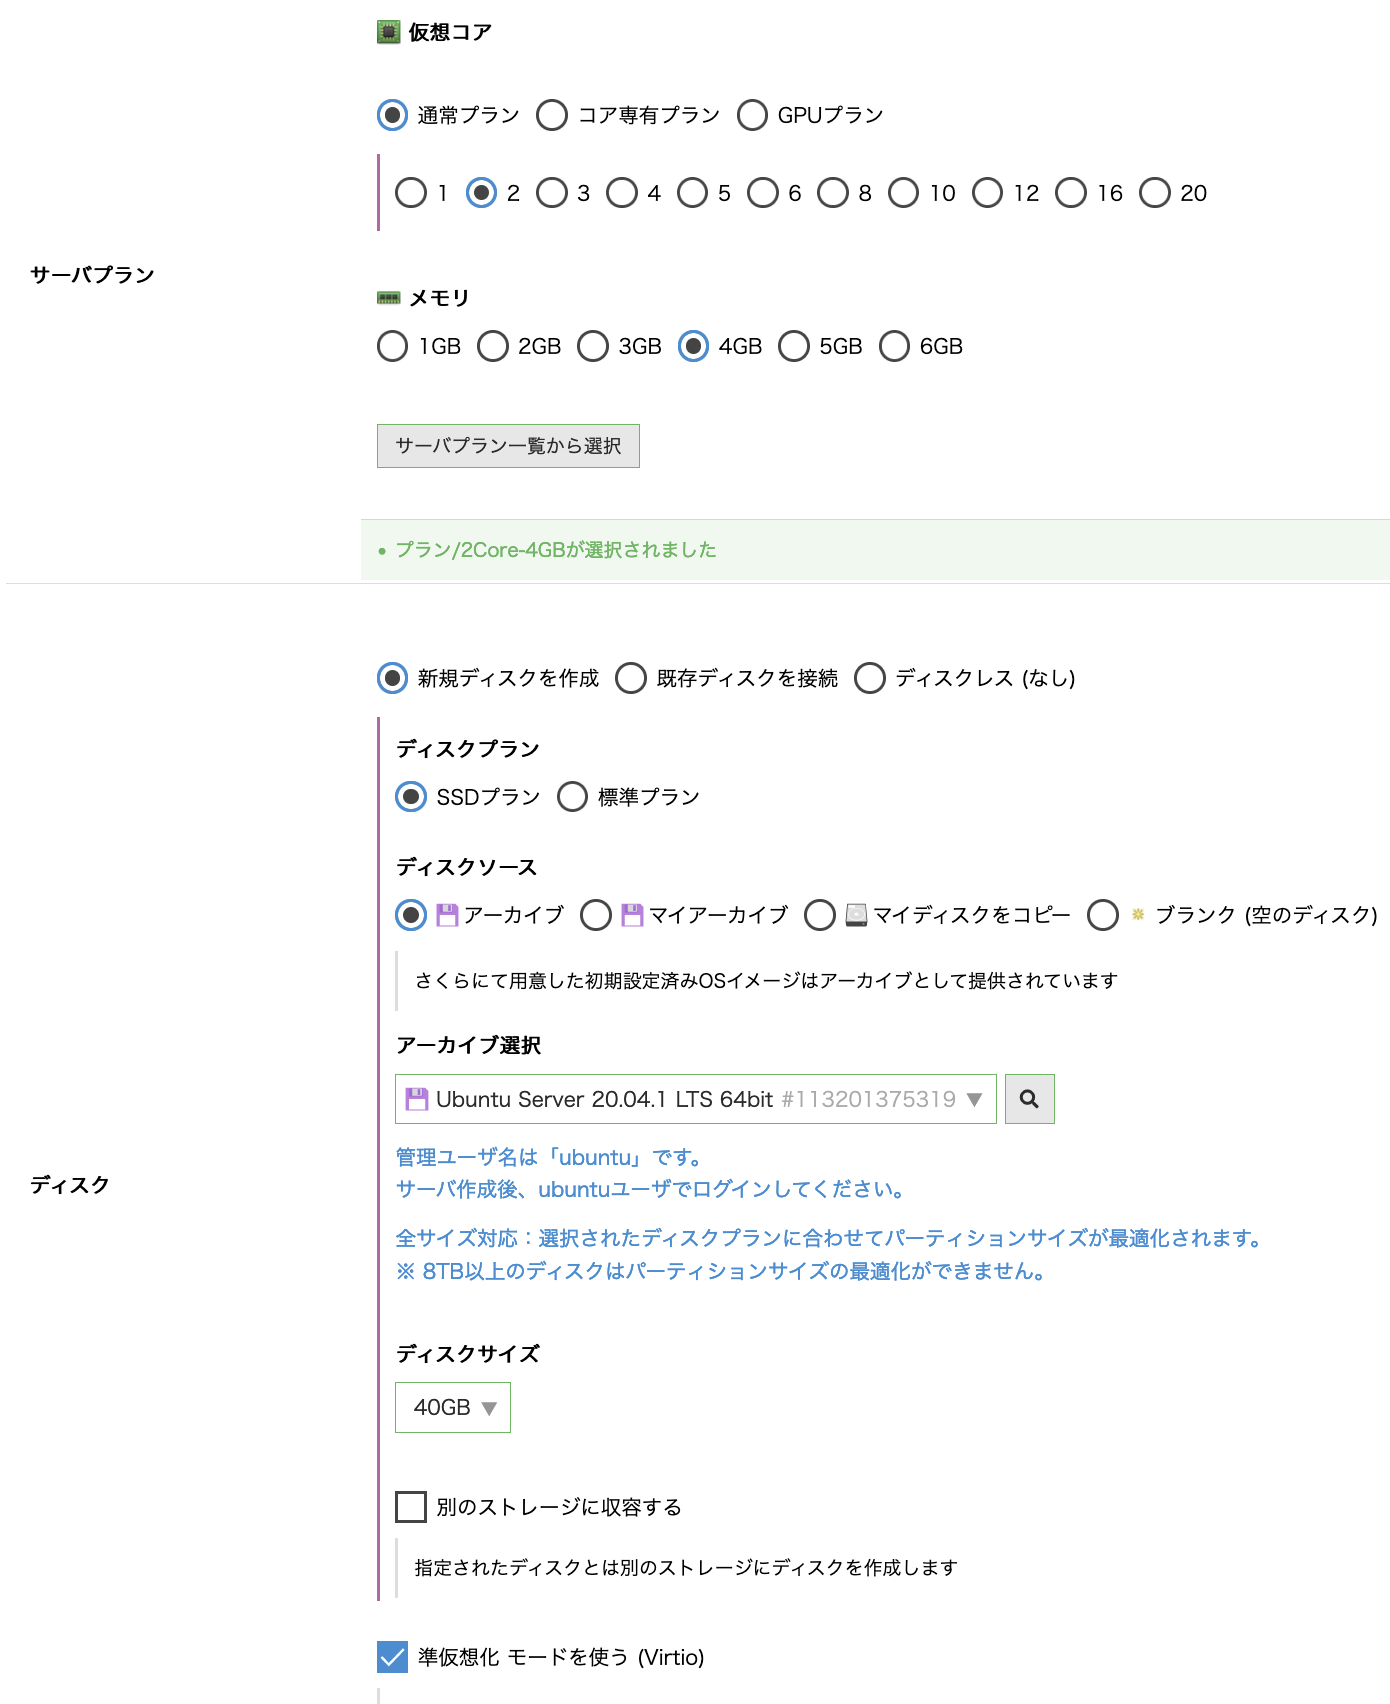 仮想コア
通常プラン コア専有プラン GPUプラン
1 2 3 4 5 6 8 10 12 16 20
サーバプラン
メモリ
1GB 2GB 3GB 4GB 5GB 6GB
サーバプラン一覧から選択
• プラン/2Core-4GBが選択されました
新規ディスクを作成 既存ディスクを接続 ディスクレス (なし)
ディスクプラン
SSDプラン 標準プラン
ディスクソース
アーカイブ マイアーカイブ マイディスクをコピー ブランク (空のディスク)
さくらにて用意した初期設定済みOSイメージはアーカイブとして提供されています
アーカイブ選択
Ubuntu Server 20.04.1 LTS 64bit #113201375319 ▼
管理ユーザ名は「ubuntu」です。
ディスク
サーバ作成後、ubuntuユーザでログインしてください。
全サイズ対応：選択されたディスクプランに合わせてパーティションサイズが最適化されます。
※ 8TB以上のディスクはパーティションサイズの最適化ができません。
ディスクサイズ
40GB ▼
別のストレージに収容する
指定されたディスクとは別のストレージにディスクを作成します
準仮想化 モードを使う (Virtio)